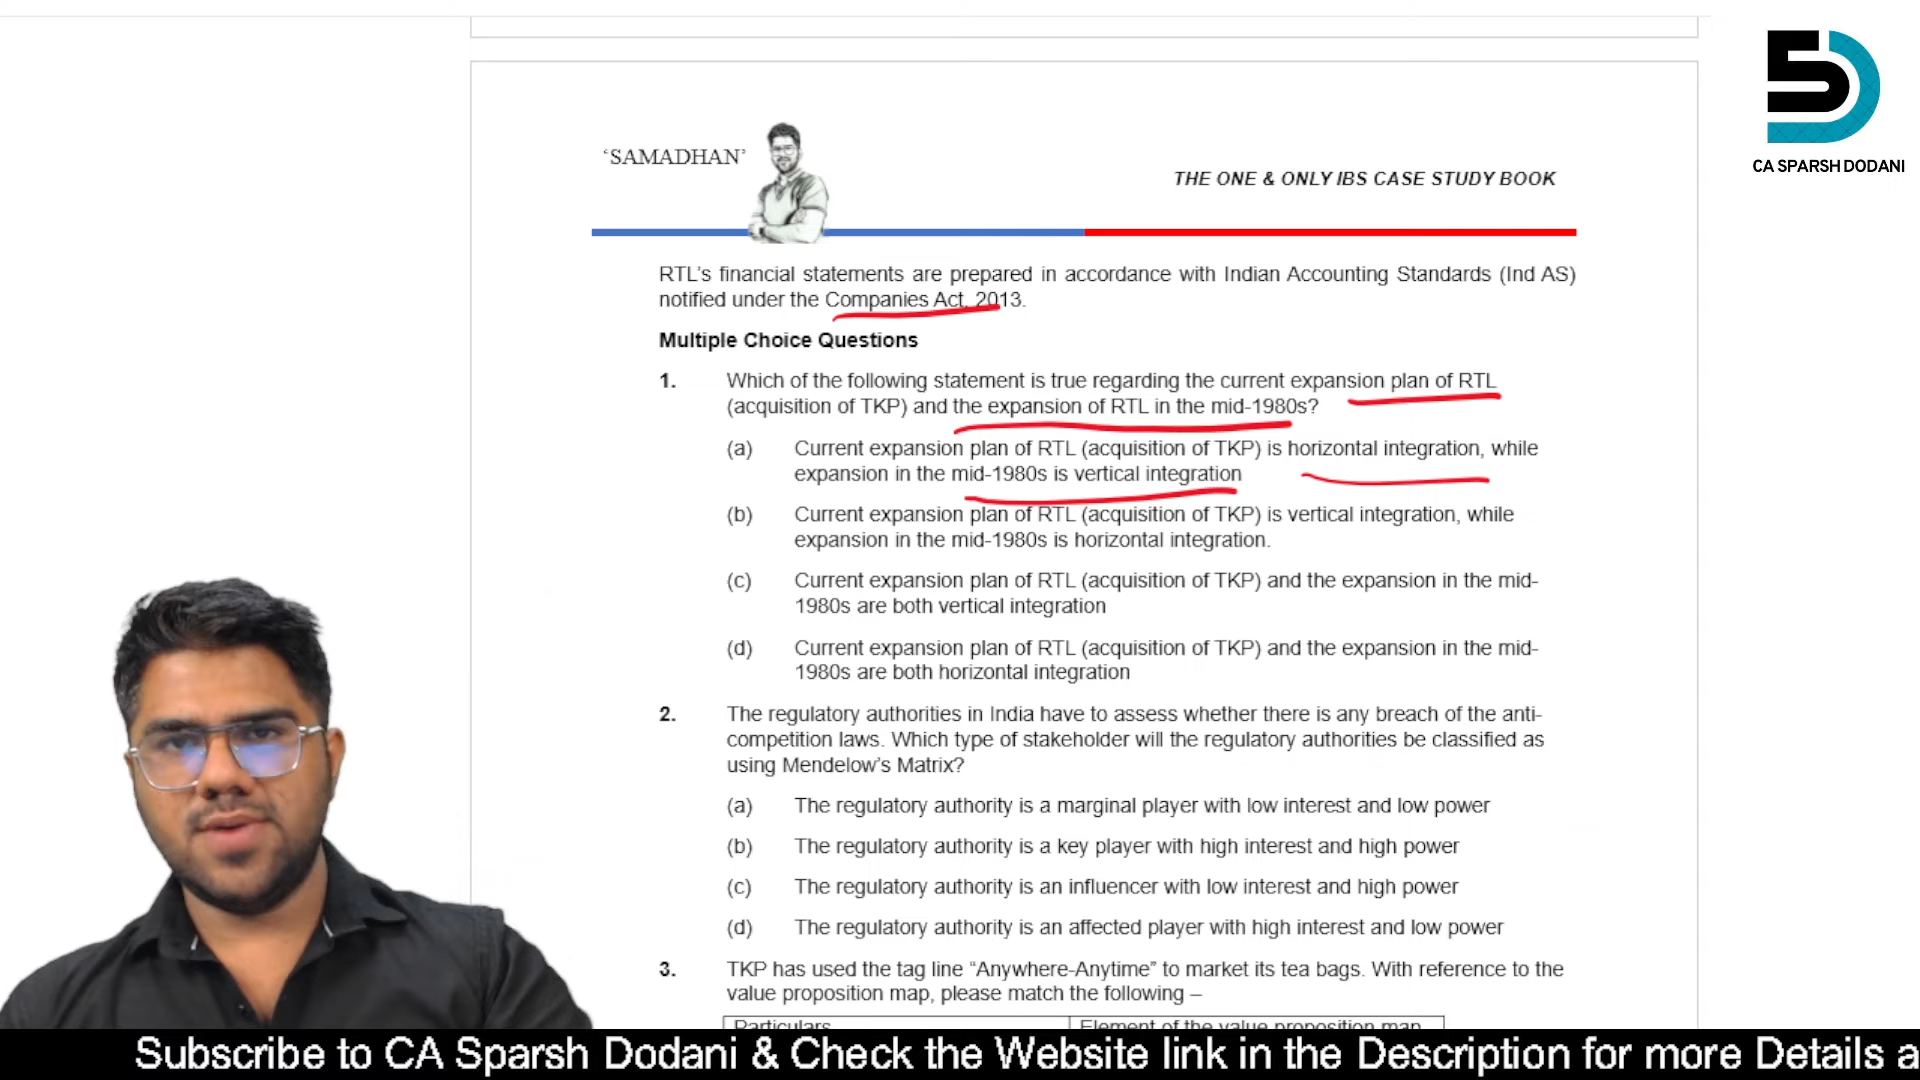 CA SPARSH DODANI
‘SAMADHAN’
THE ONE & ONLY IBS CASE STUDY BOOK
RTL's financial statements are prepared in accordance with Indian Accounting Standards (Ind AS)
notified under the Companies Act, 2013.
Multiple Choice Questions
1. Which of the following statement is true regarding the current expansion plan of RTL
(acquisition of TKP) and the expansion of RTL in the mid-1980s?
(a) Current expansion plan of RTL (acquisition of TKP) is horizontal integration, while
expansion in the mid-1980s is vertical integration
(b) Current expansion plan of RTL (acquisition of TKP) is vertical integration, while
expansion in the mid-1980s is horizontal integration.
(c) Current expansion plan of RTL (acquisition of TKP) and the expansion in the mid-
1980s are both vertical integration
(d) Current expansion plan of RTL (acquisition of TKP) and the expansion in the mid-
1980s are both horizontal integration
2. The regulatory authorities in India have to assess whether there is any breach of the anti-
competition laws. Which type of stakeholder will the regulatory authorities be classified as
using Mendelow's Matrix?
(a) The regulatory authority is a marginal player with low interest and low power
(b) The regulatory authority is a key player with high interest and high power
(c) The regulatory authority is an influencer with low interest and high power
(d) The regulatory authority is an affected player with high interest and low power
3. TKP has used the tag line “Anywhere-Anytime” to market its tea bags. With reference to the
value proposition map, please match the following –
Particulars Element of the value proposition map
Subscribe to CA Sparsh Dodani & Check the Website link in the Description for more Details a